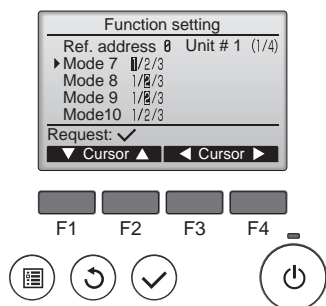 Function setting
Ref. address 0 Unit # 1 (1/4)
▶Mode 7 1/2/3
Mode 8 1/2/3
Mode 9 1/2/3
Mode10 1/2/3
Request: ✓
▼ Cursor ▲ ◀ Cursor ▶
F1 F2 F3 F4